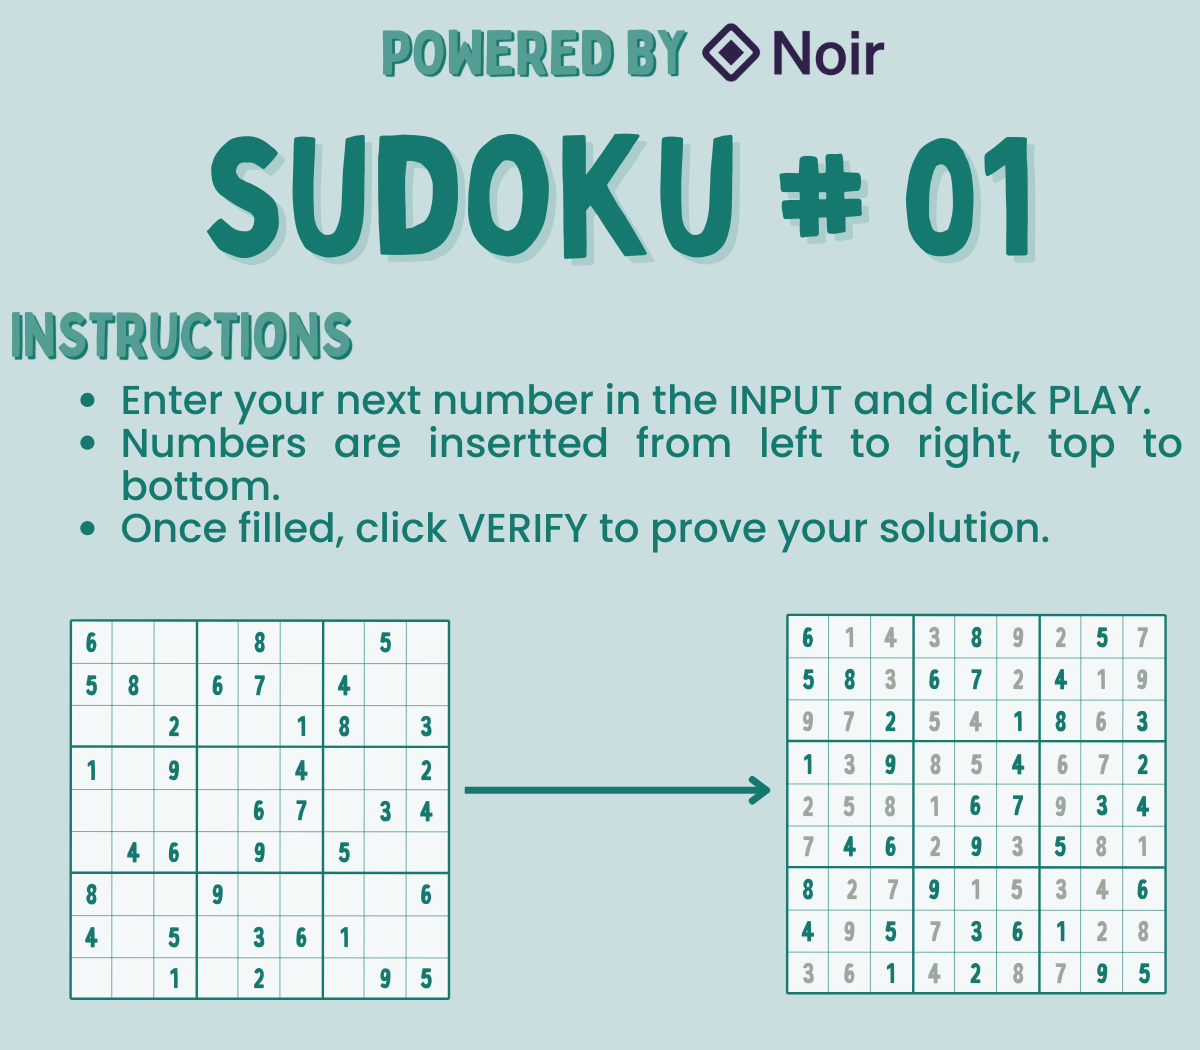 POWERED BY Noir
SUDOKU # 01
INSTRUCTIONS
• Enter your next number in the INPUT and click PLAY.
• Numbers are insertted from left to right, top to
bottom.
• Once filled, click VERIFY to prove your solution.
6 8 5
5 8 6 7 4
2 1 8 3
1 9 4 2
6 7 3 4
4 6 9 5
8 9 6
4 5 3 6 1
1 2 9 5
6 1 4 3 8 9 2 5 7
5 8 3 6 7 2 4 1 9
9 7 2 5 4 1 8 6 3
1 3 9 8 5 4 6 7 2
2 5 8 1 6 7 9 3 4
7 4 6 2 9 3 5 8 1
8 2 7 9 1 5 3 4 6
4 9 5 7 3 6 1 2 8
3 6 1 4 2 8 7 9 5